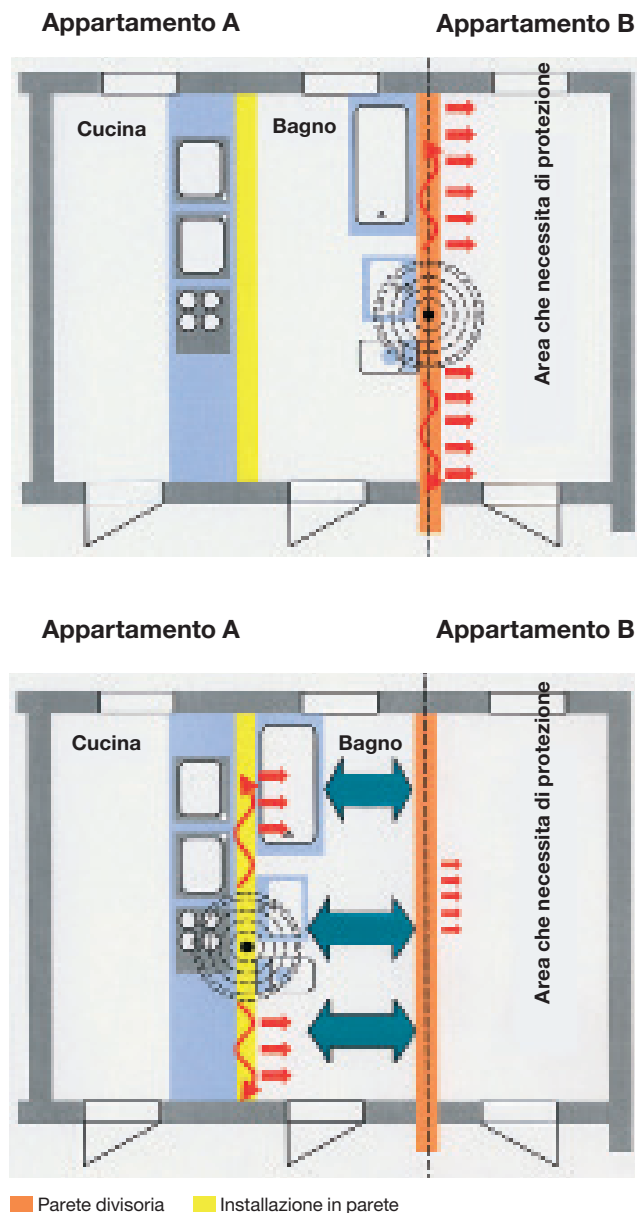 Appartamento A
Appartamento B
Cucina
Bagno
Area che necessita di protezione
Appartamento A
Appartamento B
Cucina
Bagno
Area che necessita di protezione
Parete divisoria
Installazione in parete